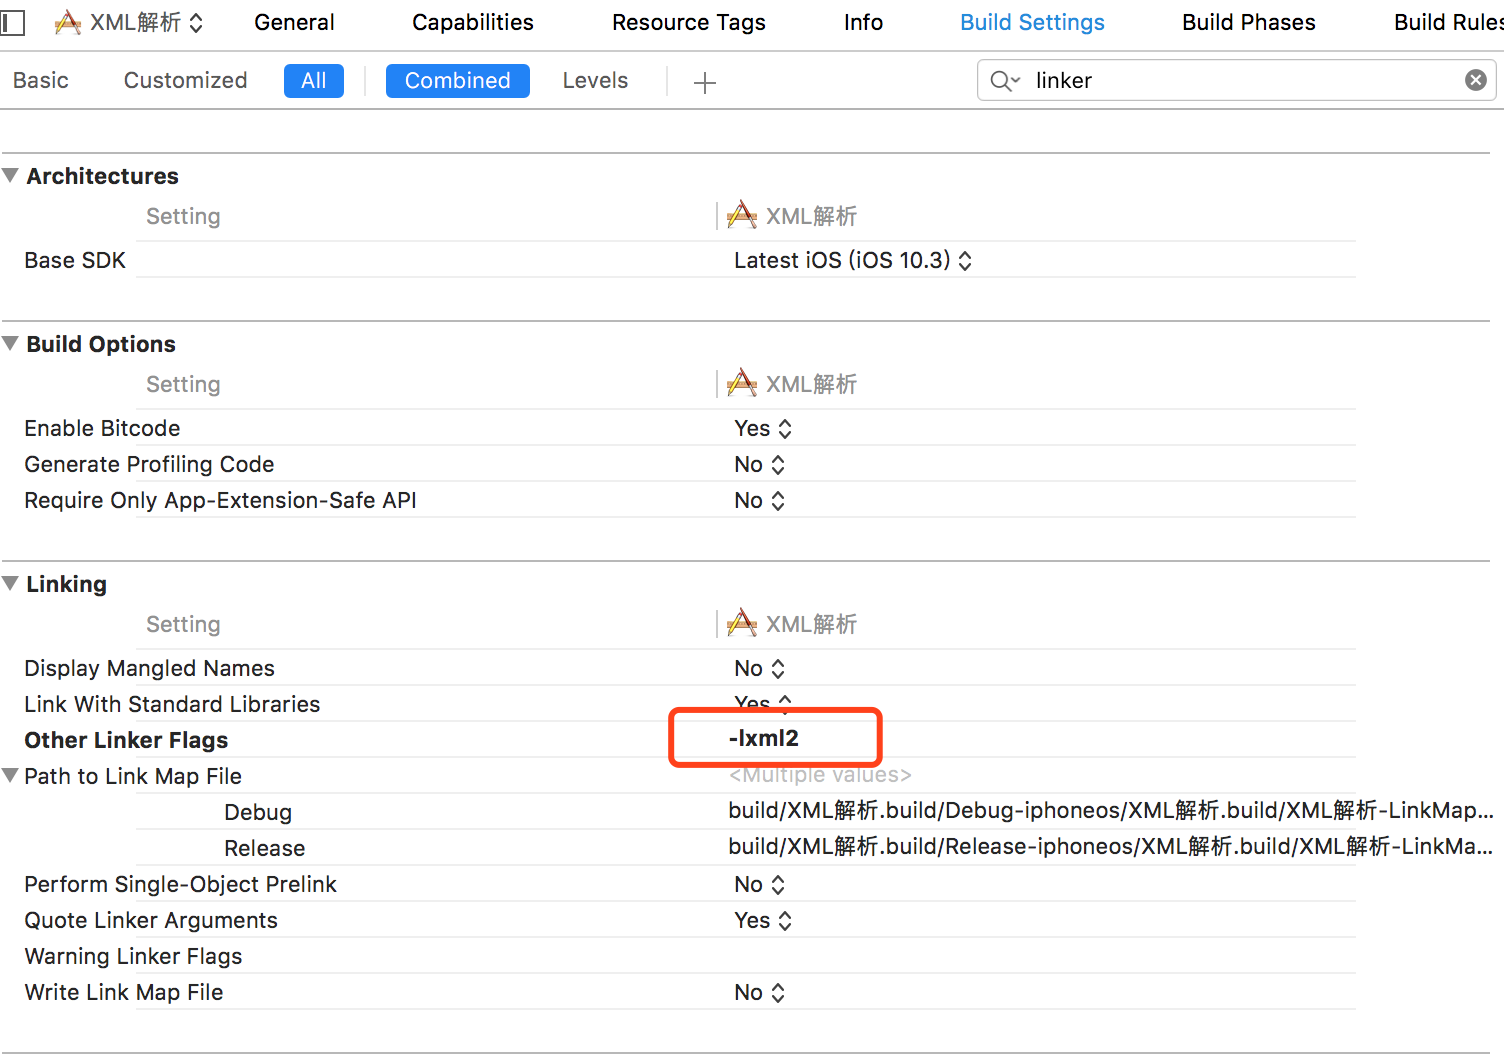 XML解析 General Capabilities Resource Tags Info Build Settings Build Phases Build Rules
Basic Customized All Combined Levels linker
Architectures
Setting XML解析
Base SDK Latest iOS (iOS 10.3)
Build Options
Setting XML解析
Enable Bitcode Yes
Generate Profiling Code No
Require Only App-Extension-Safe API No
Linking
Setting XML解析
Display Mangled Names No
Link With Standard Libraries Yes
Other Linker Flags -lxml2
Path to Link Map File <Multiple values>
Debug build/XML解析.build/Debug-iphoneos/XML解析.build/XML解析-LinkMap...
Release build/XML解析.build/Release-iphoneos/XML解析.build/XML解析-LinkMa...
Perform Single-Object Prelink No
Quote Linker Arguments Yes
Warning Linker Flags
Write Link Map File No